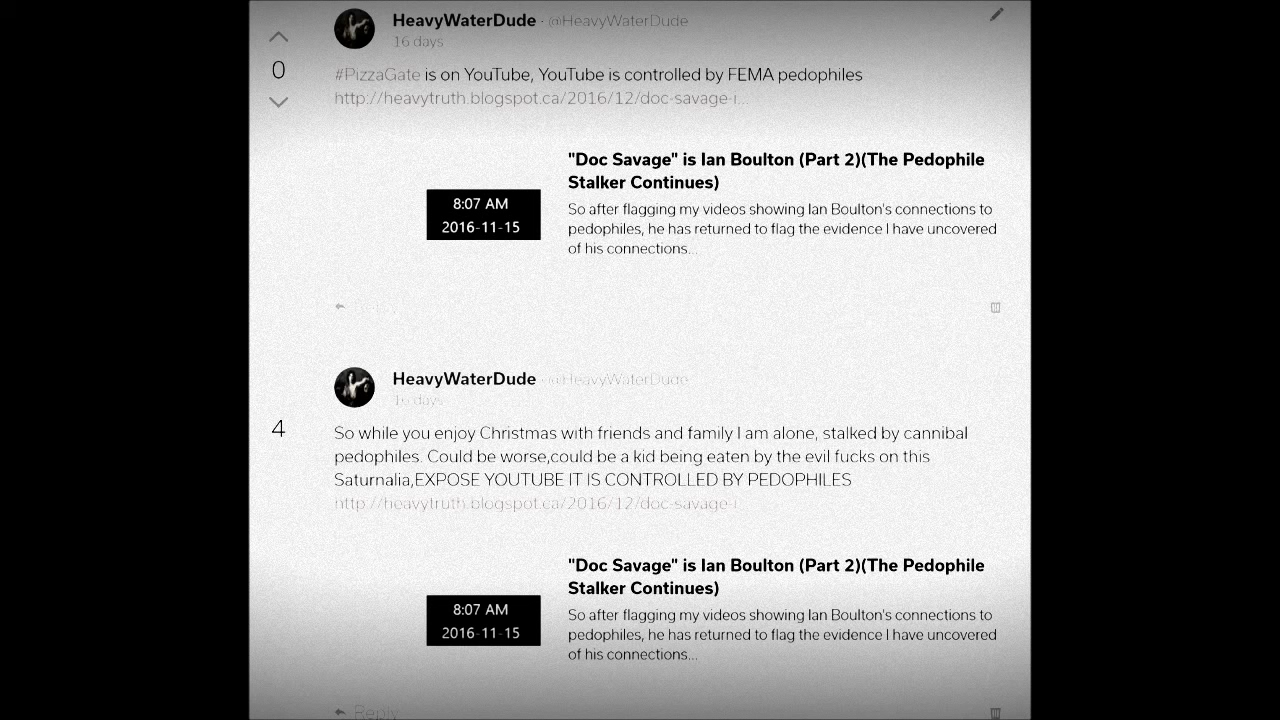 HeavyWaterDude · @HeavyWaterDude
16 days
0
#PizzaGate is on YouTube, YouTube is controlled by FEMA pedophiles
http://heavytruth.blogspot.ca/2016/12/doc-savage-i...
"Doc Savage" is Ian Boulton (Part 2)(The Pedophile
Stalker Continues)
8:07 AM
2016-11-15
So after flagging my videos showing Ian Boulton's connections to
pedophiles, he has returned to flag the evidence I have uncovered
of his connections...
HeavyWaterDude · @HeavyWaterDude
16 days
4
So while you enjoy Christmas with friends and family I am alone, stalked by cannibal
pedophiles. Could be worse,could be a kid being eaten by the evil fucks on this
Saturnalia,EXPOSE YOUTUBE IT IS CONTROLLED BY PEDOPHILES
http://heavytruth.blogspot.ca/2016/12/doc-savage-i
"Doc Savage" is Ian Boulton (Part 2)(The Pedophile
Stalker Continues)
8:07 AM
2016-11-15
So after flagging my videos showing Ian Boulton's connections to
pedophiles, he has returned to flag the evidence I have uncovered
of his connections...
Reply